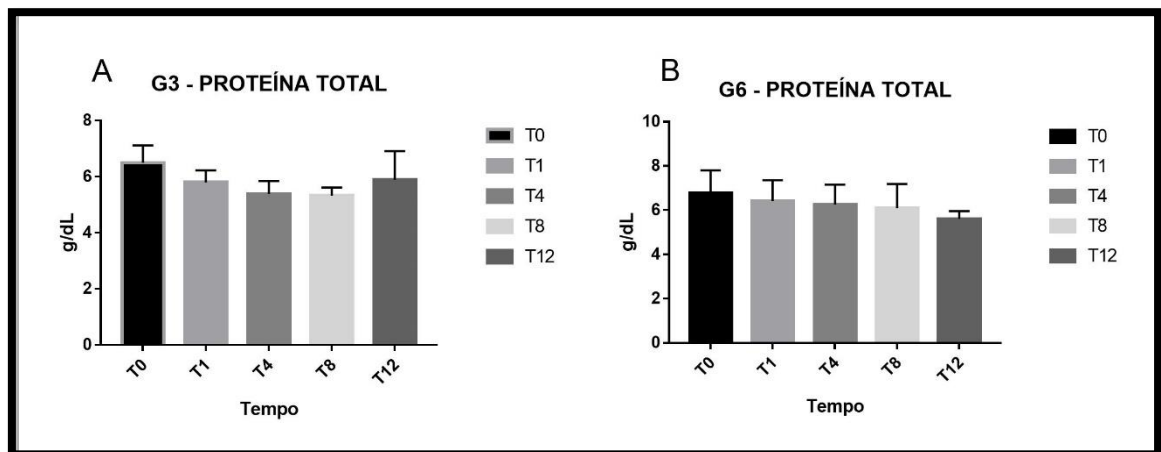 A
G3 - PROTEÍNA TOTAL
8
6
4
2
0
g/dL
T0
T1
T4
T8
T12
Tempo
T0
T1
T4
T8
T12
B
G6 - PROTEÍNA TOTAL
10
8
6
4
2
0
g/dL
T0
T1
T4
T8
T12
Tempo
T0
T1
T4
T8
T12